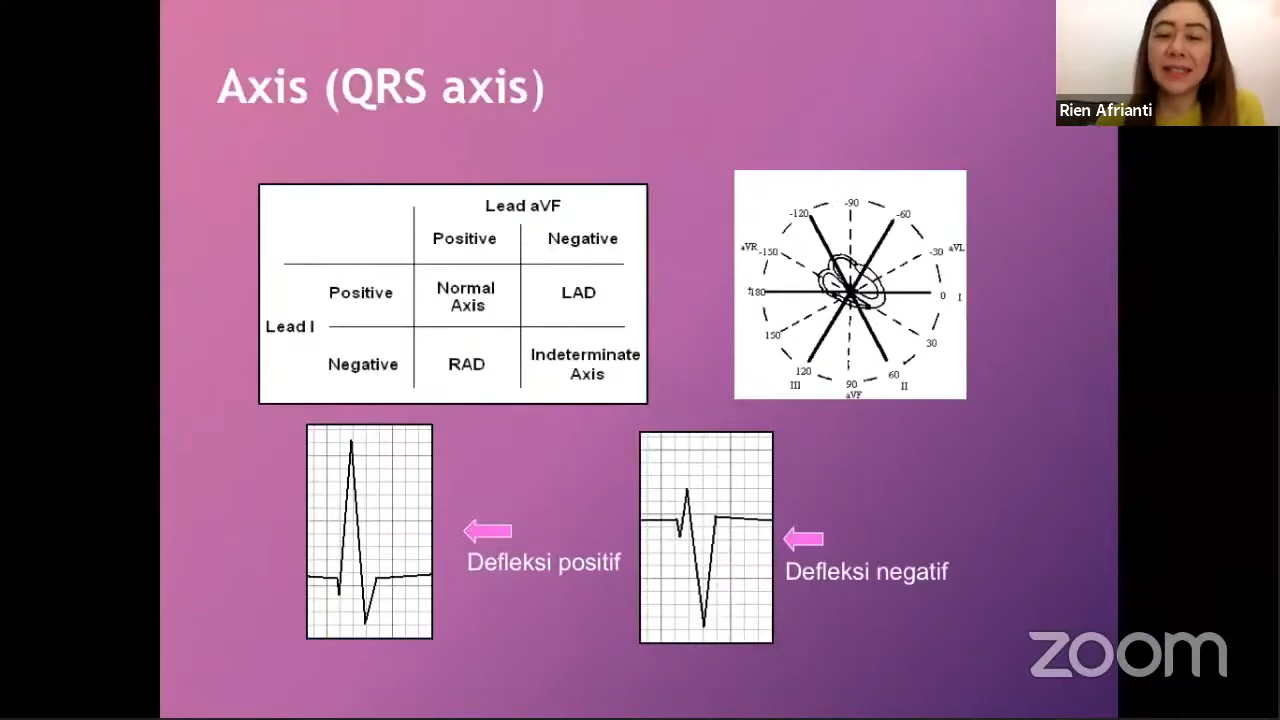 Axis (QRS axis)
Rien Afrianti
Lead aVF
Positive Negative
Positive Normal Axis LAD
Lead I
Negative RAD Indeterminate Axis
-90
-120 -60
aVR -150 -30 aVL
180 0 I
150 30
120 60
III 90 II
aVF
Defleksi positif
Defleksi negatif
zoom